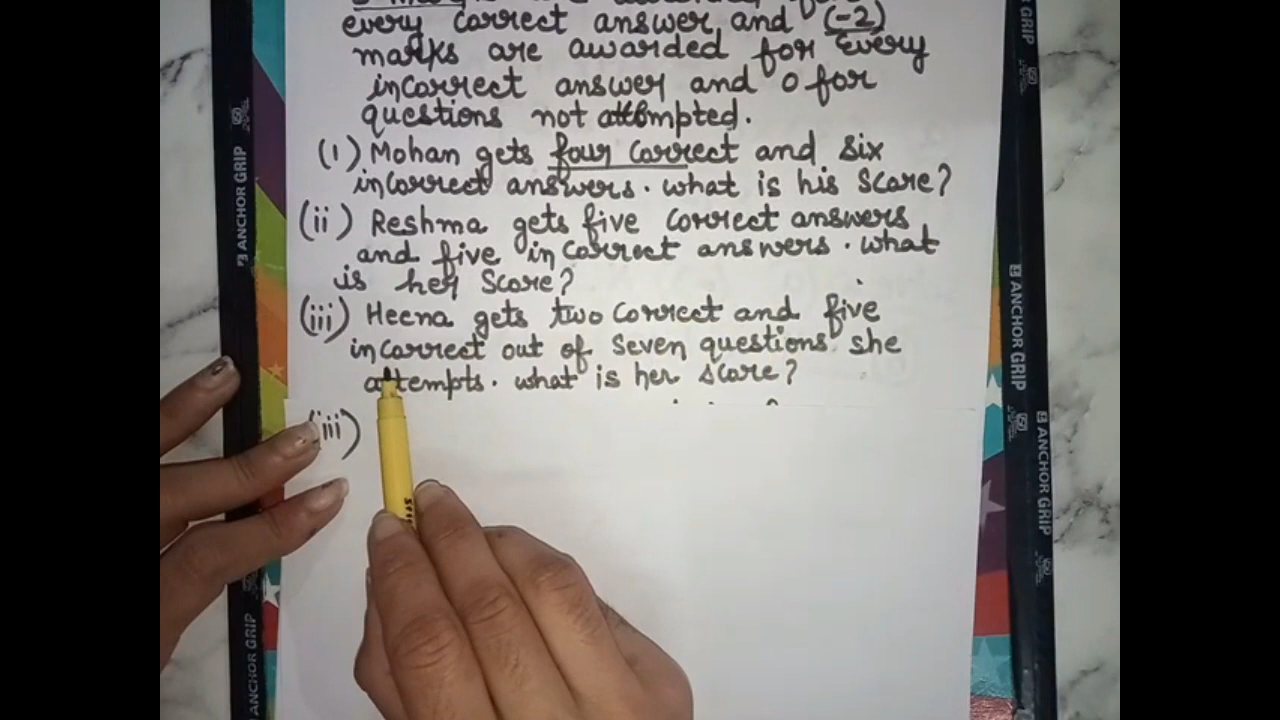 every correct answer and (-2)
marks are awarded for every
incorrect answer and 0 for
questions not attempted.
(i) Mohan gets four correct and six
incorrect answers. what is his score?
(ii) Reshma gets five correct answers
and five incorrect answers. what
is her score?
(iii) Heena gets two correct and five
incorrect out of seven questions she
attempts. what is her score?
(iii)
ANCHOR GRIP
ANCHOR GRIP
ANCHOR GRIP
GRIP
ANCHOR GRIP
ANCHOR GRIP